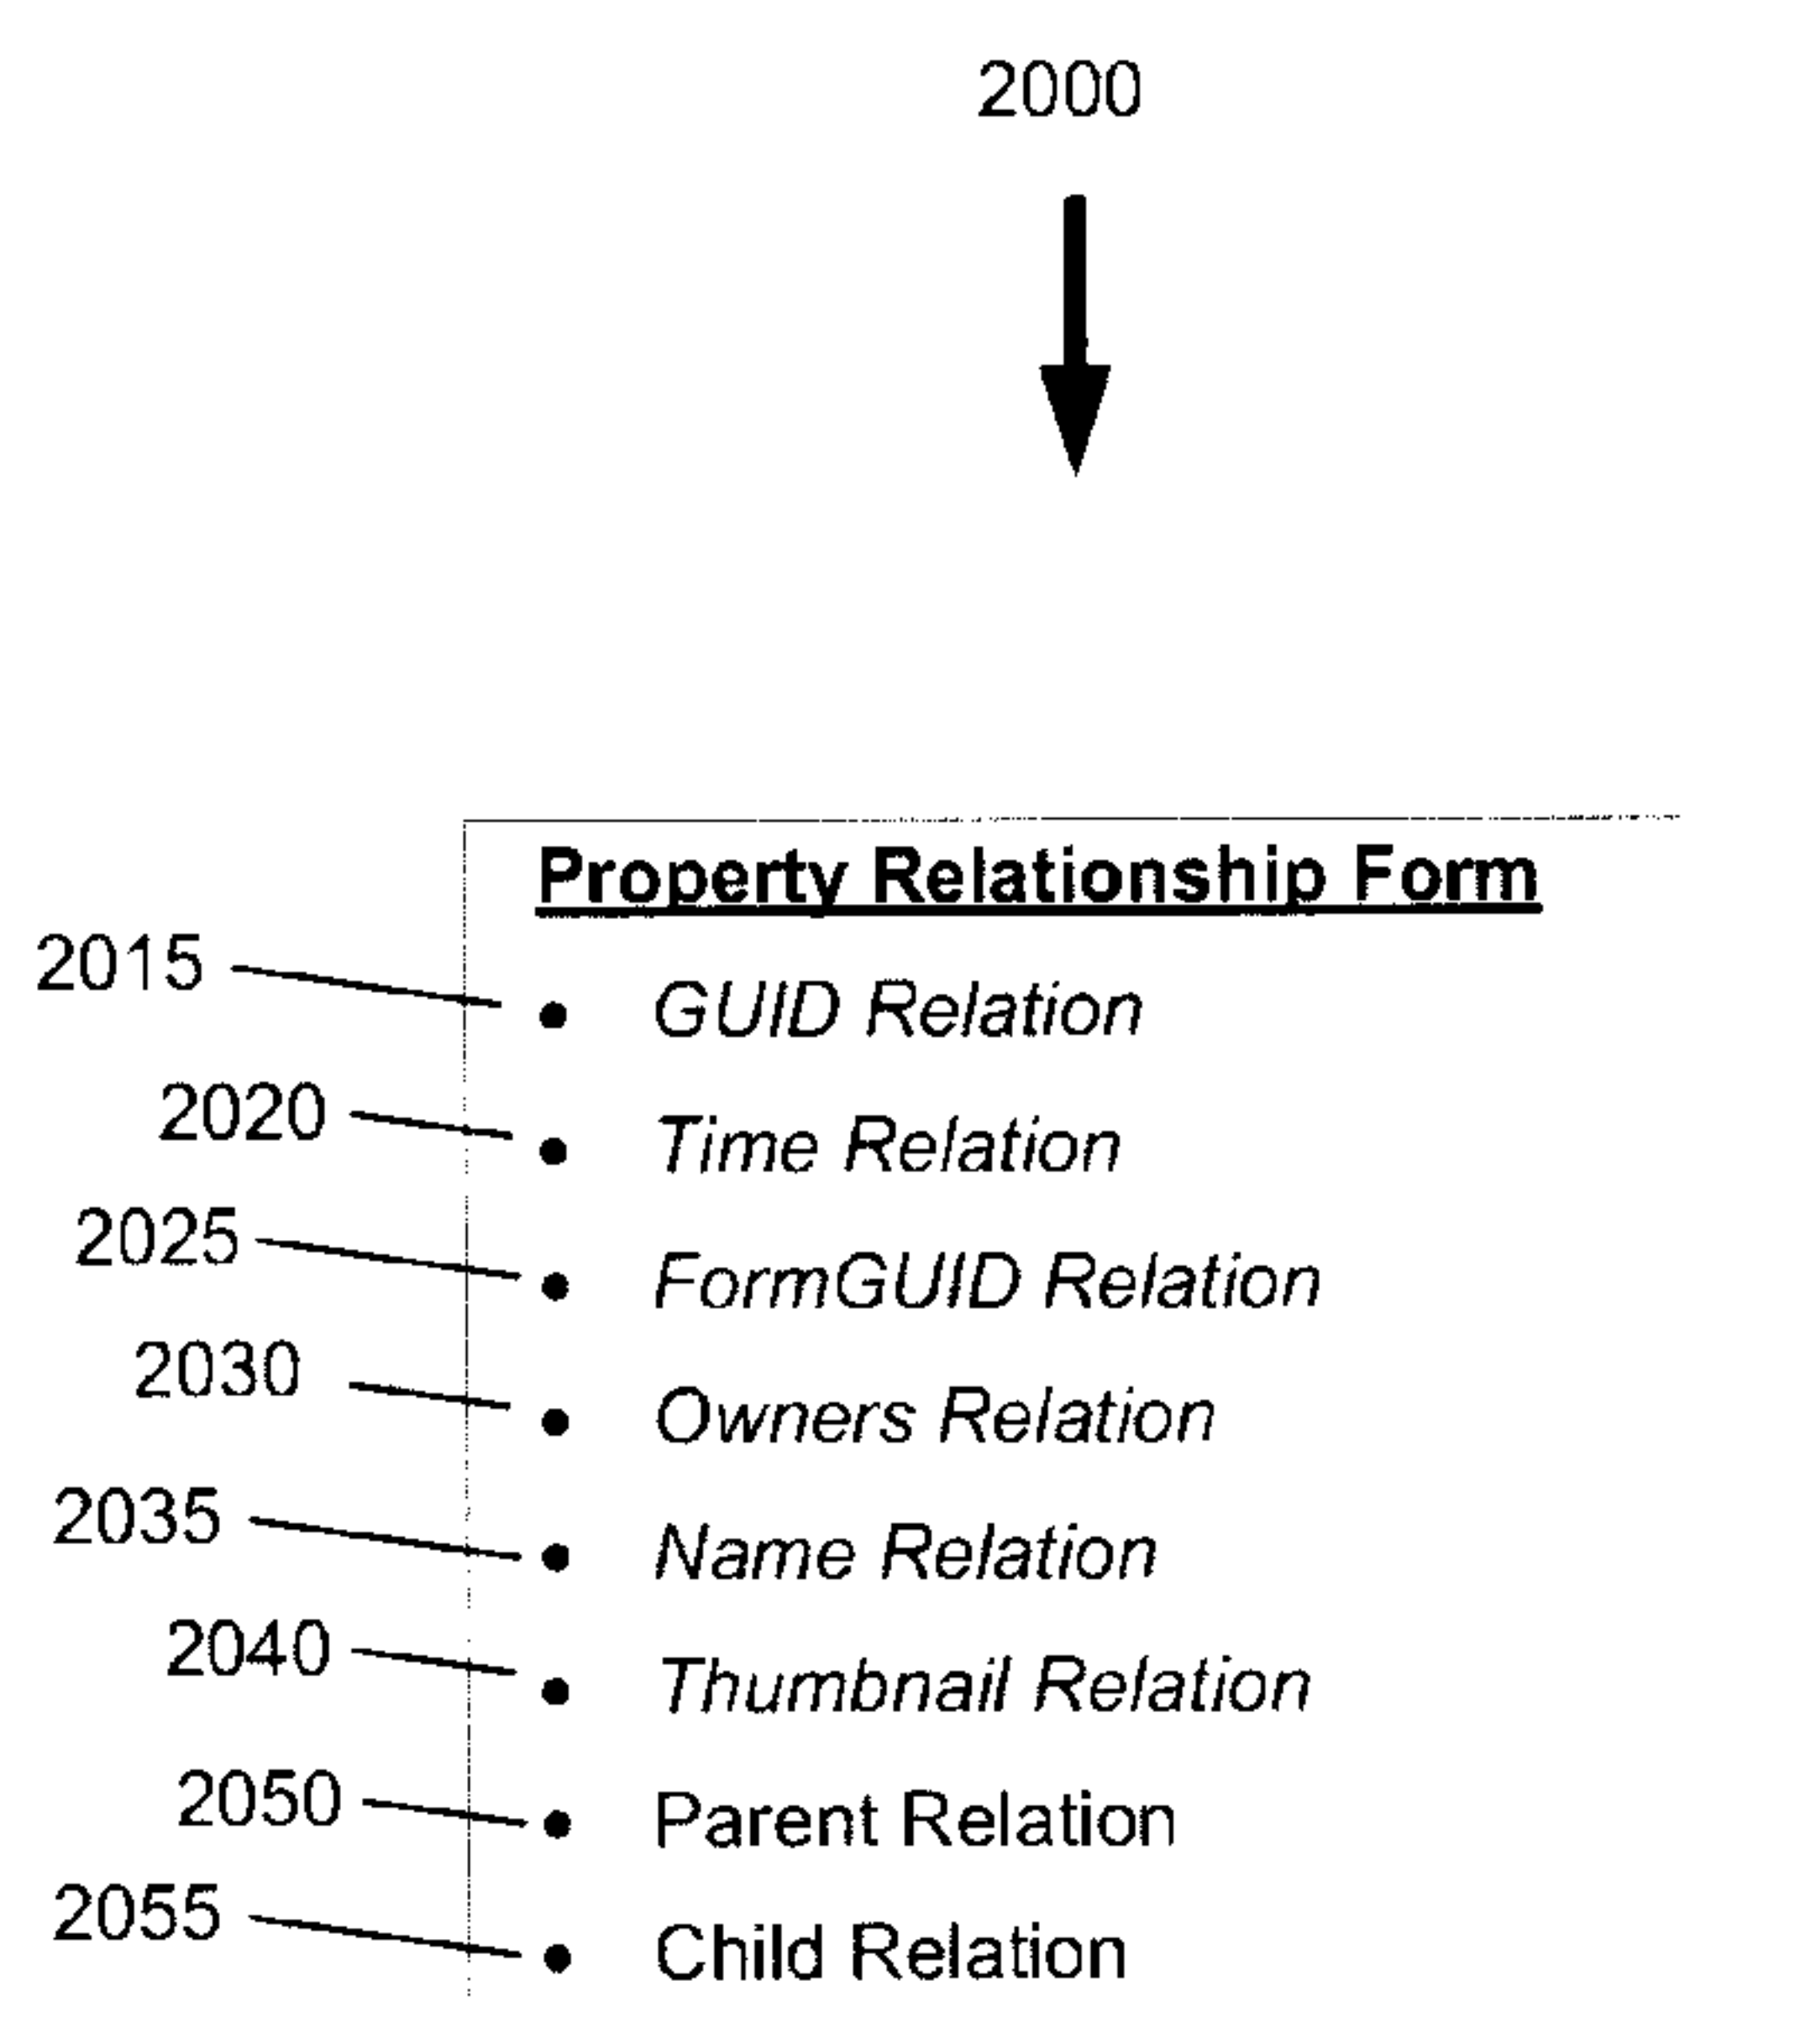 2000
Property Relationship Form
2015 • GUID Relation
2020 • Time Relation
2025 • FormGUID Relation
2030 • Owners Relation
2035 • Name Relation
2040 • Thumbnail Relation
2050 • Parent Relation
2055 • Child Relation